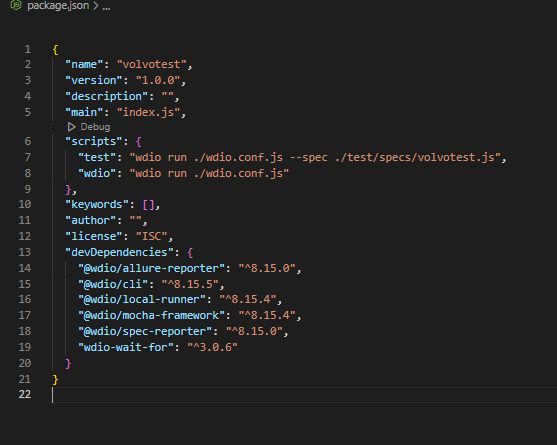 JS package.json > ...
1 {
2 "name": "volvotest",
3 "version": "1.0.0",
4 "description": "",
5 "main": "index.js",
Debug
6 "scripts": {
7 "test": "wdio run ./wdio.conf.js --spec ./test/specs/volvotest.js",
8 "wdio": "wdio run ./wdio.conf.js"
9 },
10 "keywords": [],
11 "author": "",
12 "license": "ISC",
13 "devDependencies": {
14 "@wdio/allure-reporter": "^8.15.0",
15 "@wdio/cli": "^8.15.5",
16 "@wdio/local-runner": "^8.15.4",
17 "@wdio/mocha-framework": "^8.15.4",
18 "@wdio/spec-reporter": "^8.15.0",
19 "wdio-wait-for": "^3.0.6"
20 }
21 }
22